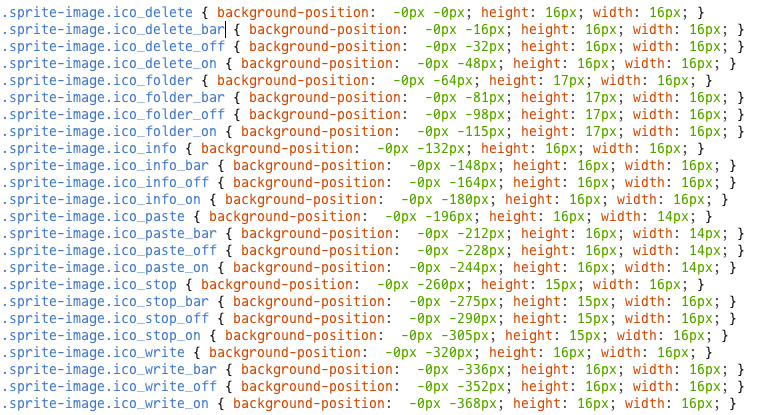 .sprite-image.ico_delete { background-position:  -0px -0px; height: 16px; width: 16px; }
.sprite-image.ico_delete_bar { background-position:  -0px -16px; height: 16px; width: 16px; }
.sprite-image.ico_delete_off { background-position:  -0px -32px; height: 16px; width: 16px; }
.sprite-image.ico_delete_on { background-position:  -0px -48px; height: 16px; width: 16px; }
.sprite-image.ico_folder { background-position:  -0px -64px; height: 17px; width: 16px; }
.sprite-image.ico_folder_bar { background-position:  -0px -81px; height: 17px; width: 16px; }
.sprite-image.ico_folder_off { background-position:  -0px -98px; height: 17px; width: 16px; }
.sprite-image.ico_folder_on { background-position:  -0px -115px; height: 17px; width: 16px; }
.sprite-image.ico_info { background-position:  -0px -132px; height: 16px; width: 16px; }
.sprite-image.ico_info_bar { background-position:  -0px -148px; height: 16px; width: 16px; }
.sprite-image.ico_info_off { background-position:  -0px -164px; height: 16px; width: 16px; }
.sprite-image.ico_info_on { background-position:  -0px -180px; height: 16px; width: 16px; }
.sprite-image.ico_paste { background-position:  -0px -196px; height: 16px; width: 14px; }
.sprite-image.ico_paste_bar { background-position:  -0px -212px; height: 16px; width: 14px; }
.sprite-image.ico_paste_off { background-position:  -0px -228px; height: 16px; width: 14px; }
.sprite-image.ico_paste_on { background-position:  -0px -244px; height: 16px; width: 14px; }
.sprite-image.ico_stop { background-position:  -0px -260px; height: 15px; width: 16px; }
.sprite-image.ico_stop_bar { background-position:  -0px -275px; height: 15px; width: 16px; }
.sprite-image.ico_stop_off { background-position:  -0px -290px; height: 15px; width: 16px; }
.sprite-image.ico_stop_on { background-position:  -0px -305px; height: 15px; width: 16px; }
.sprite-image.ico_write { background-position:  -0px -320px; height: 16px; width: 16px; }
.sprite-image.ico_write_bar { background-position:  -0px -336px; height: 16px; width: 16px; }
.sprite-image.ico_write_off { background-position:  -0px -352px; height: 16px; width: 16px; }
.sprite-image.ico_write_on { background-position:  -0px -368px; height: 16px; width: 16px; }